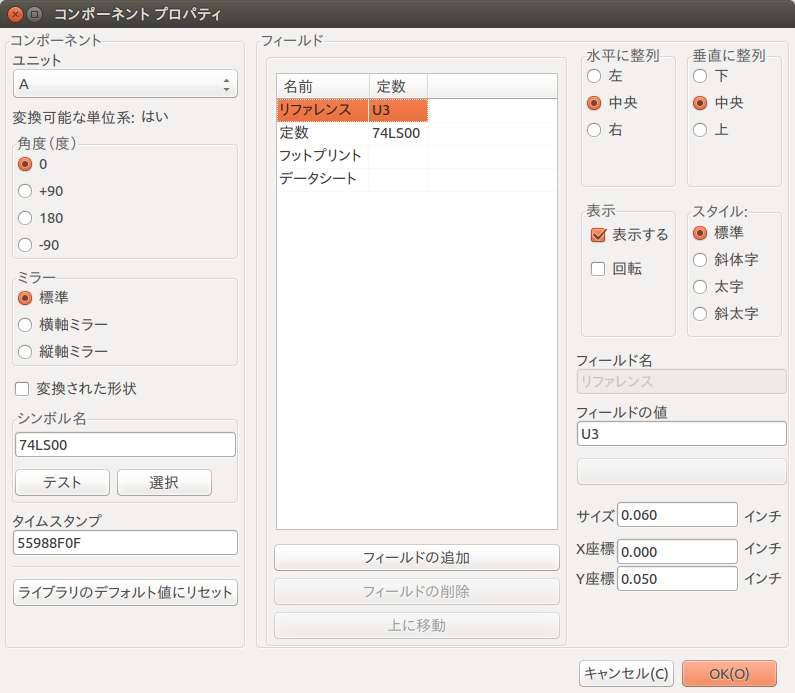 コンポーネント プロパティ
コンポーネント
ユニット
A
変換可能な単位系: はい
角度 (度)
0
+90
180
-90
ミラー
標準
横軸ミラー
縦軸ミラー
変換された形状
シンボル名
74LS00
テスト
選択
タイムスタンプ
55988F0F
ライブラリのデフォルト値にリセット
フィールド
名前 定数
リファレンス U3
定数 74LS00
フットプリント
データシート
フィールドの追加
フィールドの削除
上に移動
水平に整列
左
中央
右
垂直に整列
下
中央
上
表示
表示する
回転
スタイル:
標準
斜体字
太字
斜太字
フィールド名
リファレンス
フィールドの値
U3
サイズ 0.060 インチ
X座標 0.000 インチ
Y座標 0.050 インチ
キャンセル(C)
OK(O)